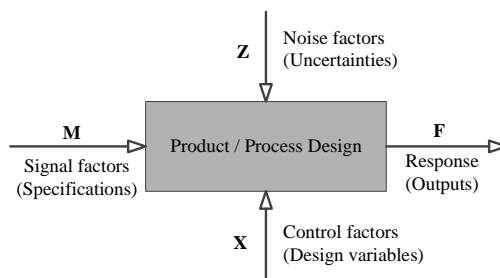 Z
Noise factors
(Uncertainties)
M
Signal factors
(Specifications)
Product / Process Design
F
Response
(Outputs)
X
Control factors
(Design variables)